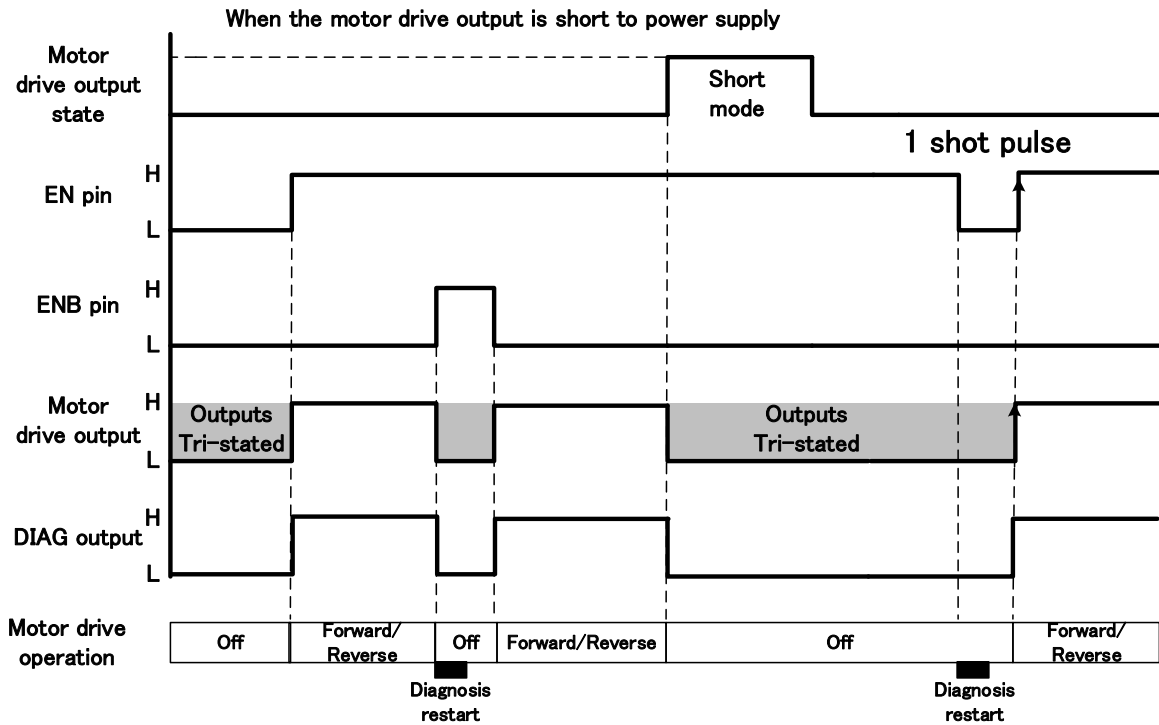 When the motor drive output is short to power supply
Motor
drive output
state
Short
mode
1 shot pulse
EN pin
H
L
ENB pin
H
L
Motor
drive output
H
L
Outputs
Tri-stated
Outputs
Tri-stated
DIAG output
H
L
Motor drive
operation
Off
Forward/
Reverse
Off
Forward/Reverse
Off
Forward/
Reverse
Diagnosis
restart
Diagnosis
restart